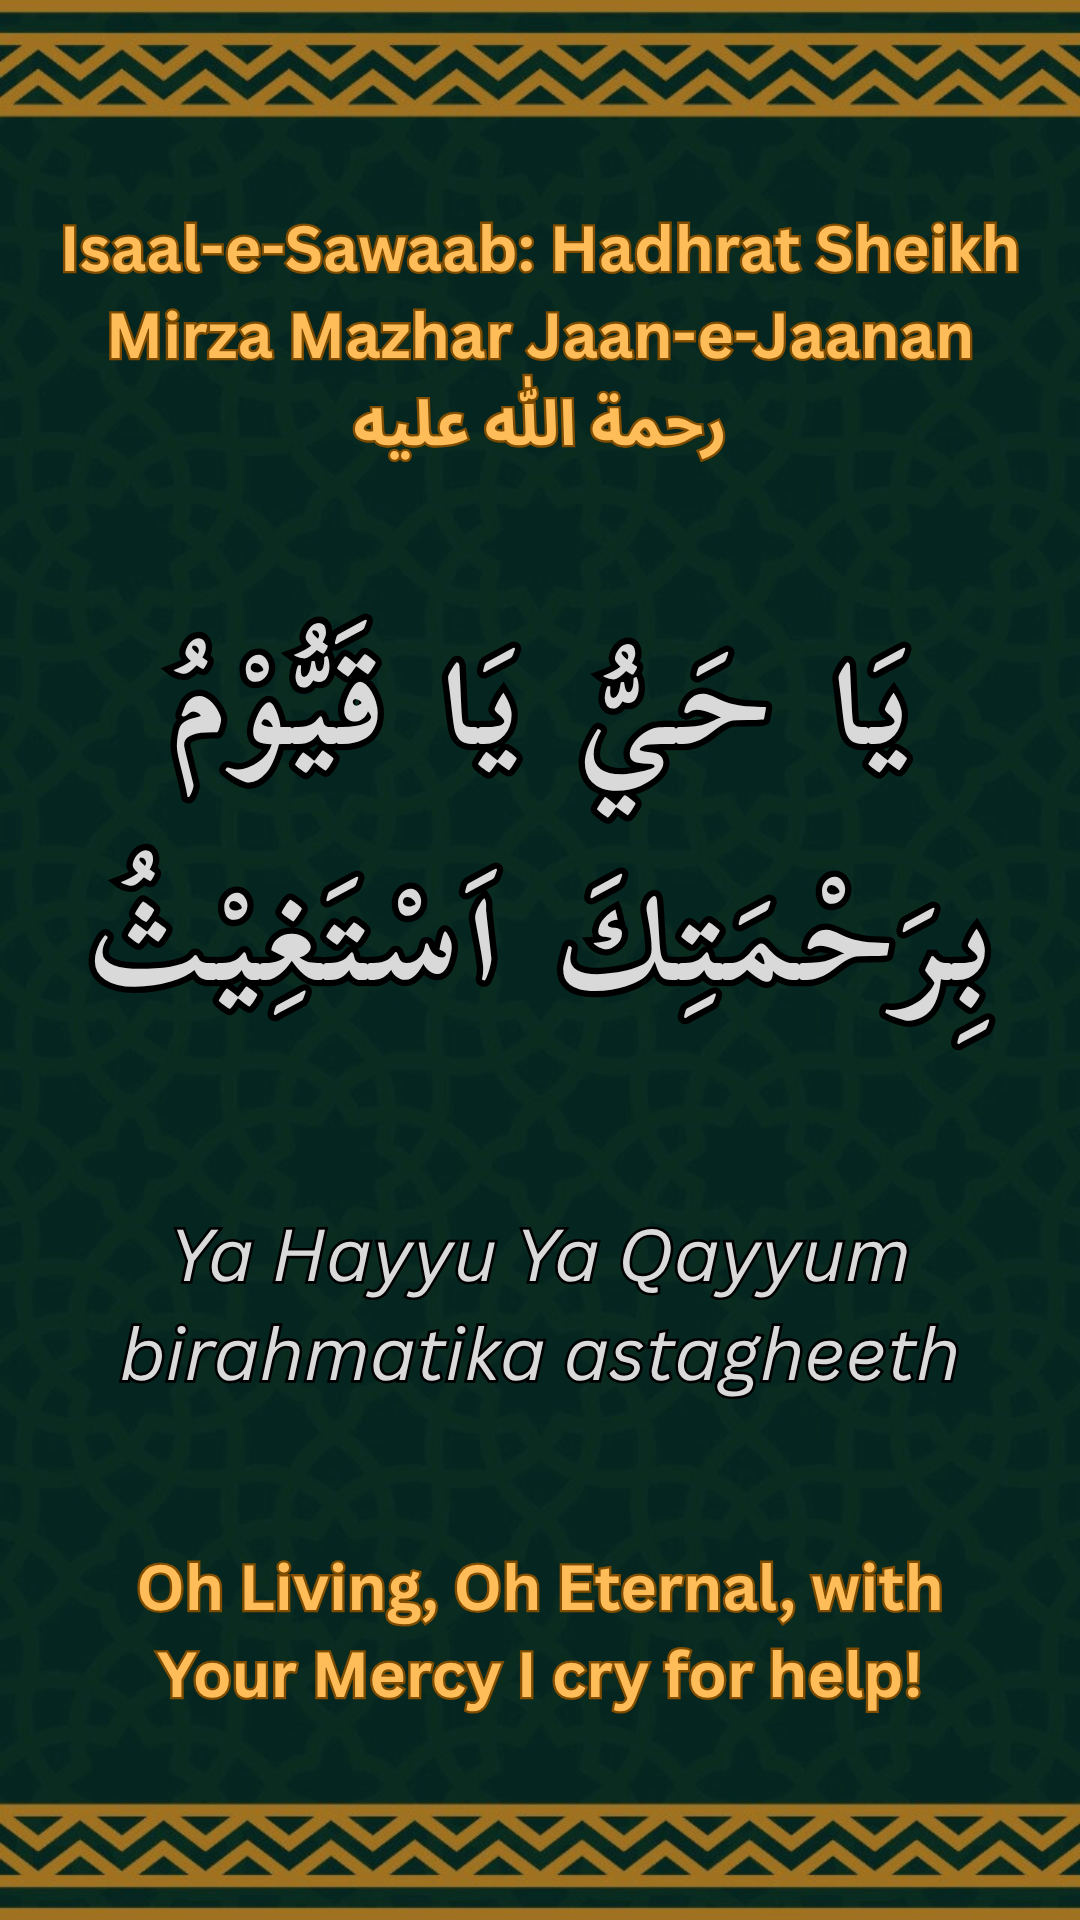 Isaal-e-Sawaab: Hadhrat Sheikh
Mirza Mazhar Jaan-e-Jaanan
رحمة الله عليه
يَا حَيُّ يَا قَيُّوْمُ
بِرَحْمَتِكَ اَسْتَغِيْثُ
Ya Hayyu Ya Qayyum
birahmatika astagheeth
Oh Living, Oh Eternal, with
Your Mercy I cry for help!